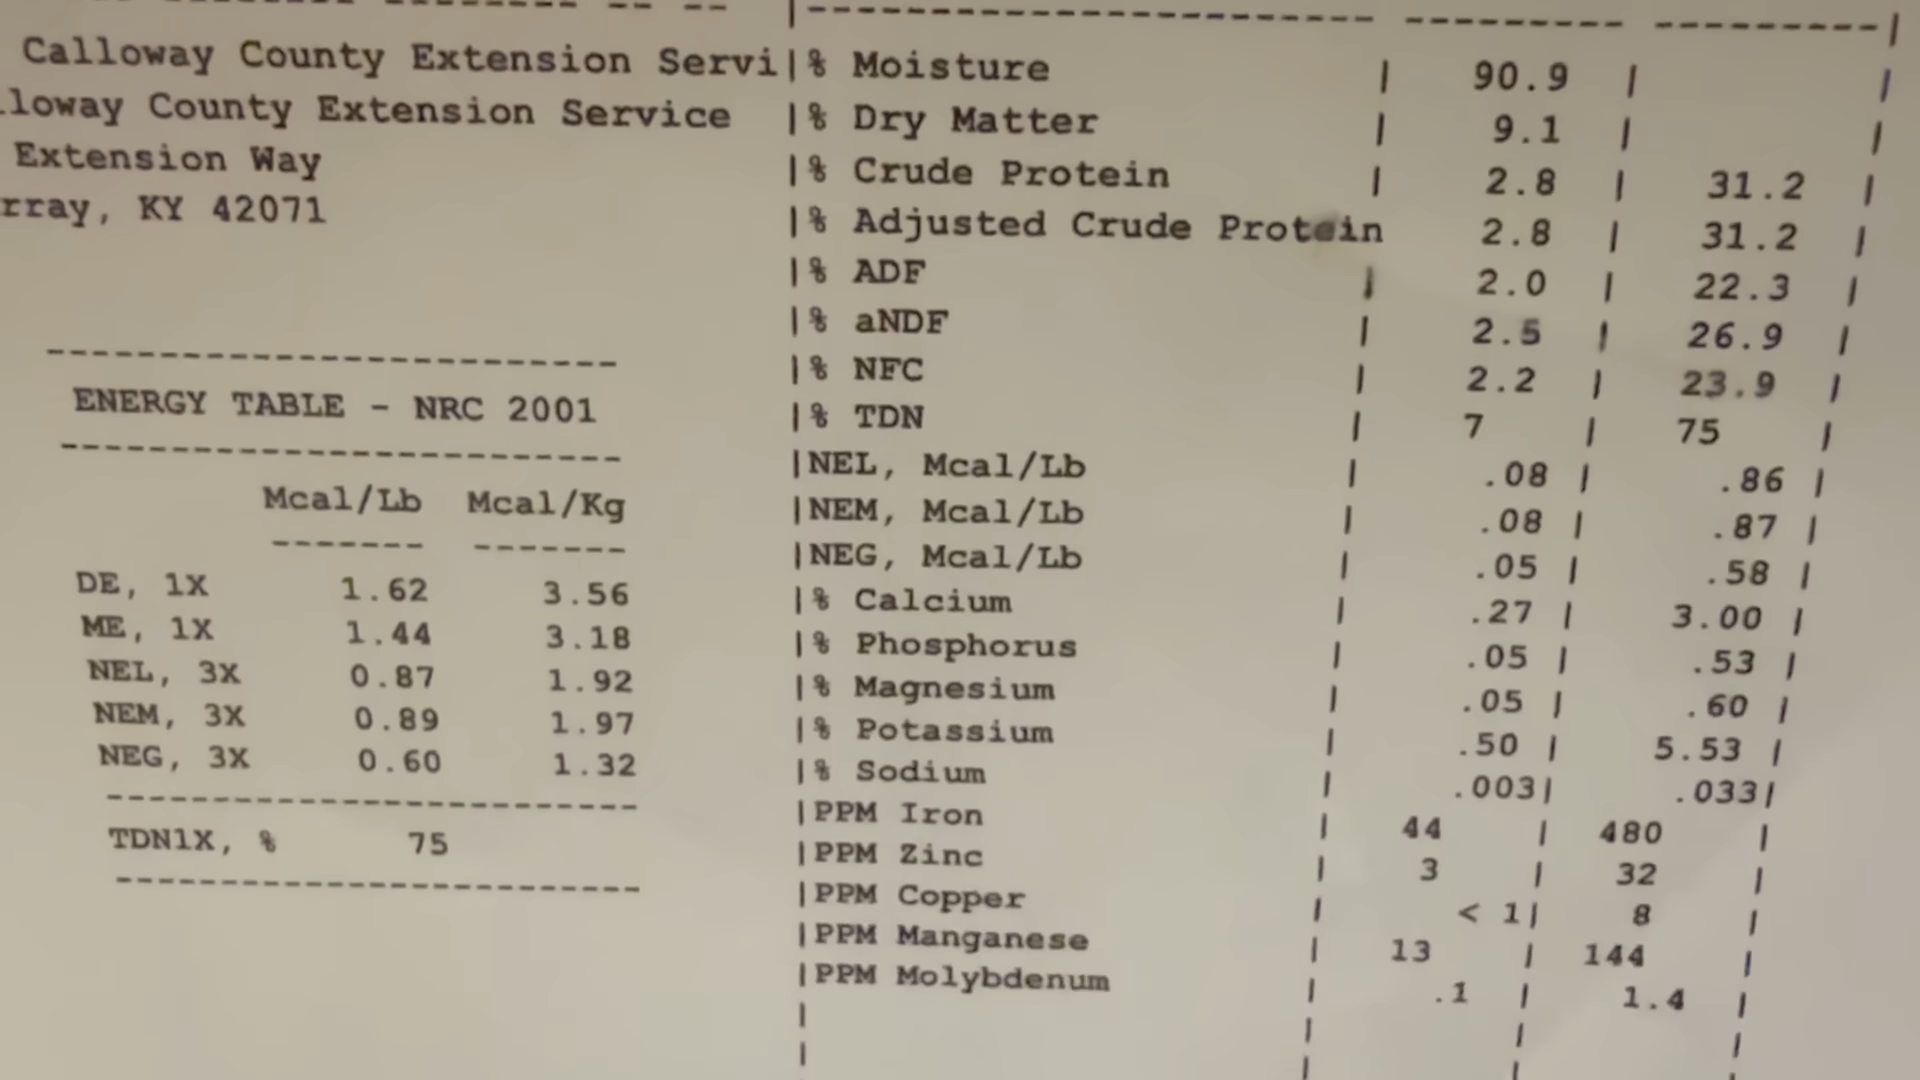 Calloway County Extension Servi
lloway County Extension Service
Extension Way
rray, KY 42071
ENERGY TABLE - NRC 2001
Mcal/Lb Mcal/Kg
DE, 1X 1.62 3.56
ME, 1X 1.44 3.18
NEL, 3X 0.87 1.92
NEM, 3X 0.89 1.97
NEG, 3X 0.60 1.32
TDN1X, % 75
|% Moisture | 90.9 | |
|% Dry Matter | 9.1 | |
|% Crude Protein | 2.8 | 31.2 |
|% Adjusted Crude Protein 2.8 | 31.2 |
|% ADF | 2.0 | 22.3 |
|% aNDF | 2.5 | 26.9 |
|% NFC | 2.2 | 23.9 |
|% TDN | 7 | 75 |
|NEL, Mcal/Lb | .08 | .86 |
|NEM, Mcal/Lb | .08 | .87 |
|NEG, Mcal/Lb | .05 | .58 |
|% Calcium | .27 | 3.00 |
|% Phosphorus | .05 | .53 |
|% Magnesium | .05 | .60 |
|% Potassium | .50 | 5.53 |
|% Sodium | .003| .033|
|PPM Iron | 44 | 480 |
|PPM Zinc | 3 | 32 |
|PPM Copper | < 1| 8 |
|PPM Manganese | 13 | 144 |
|PPM Molybdenum | .1 | 1.4 |